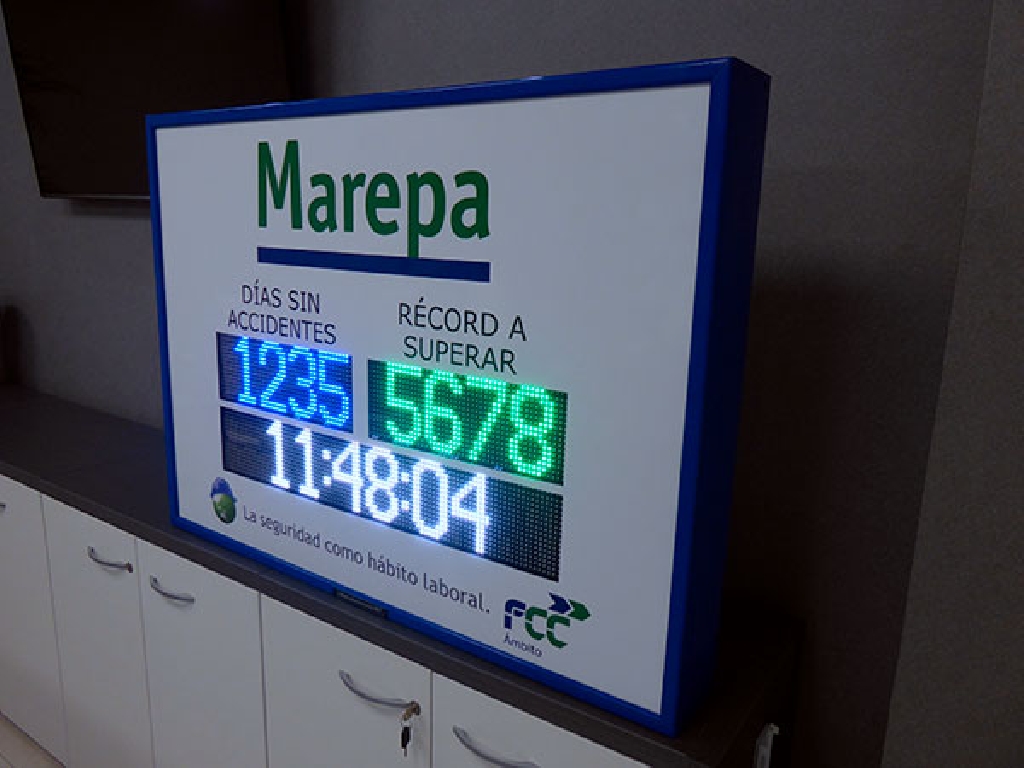 Marepa
DÍAS SIN
ACCIDENTES
1235
RÉCORD A
SUPERAR
5678
11:48:04
La seguridad como hábito laboral.
FCC
Ámbito